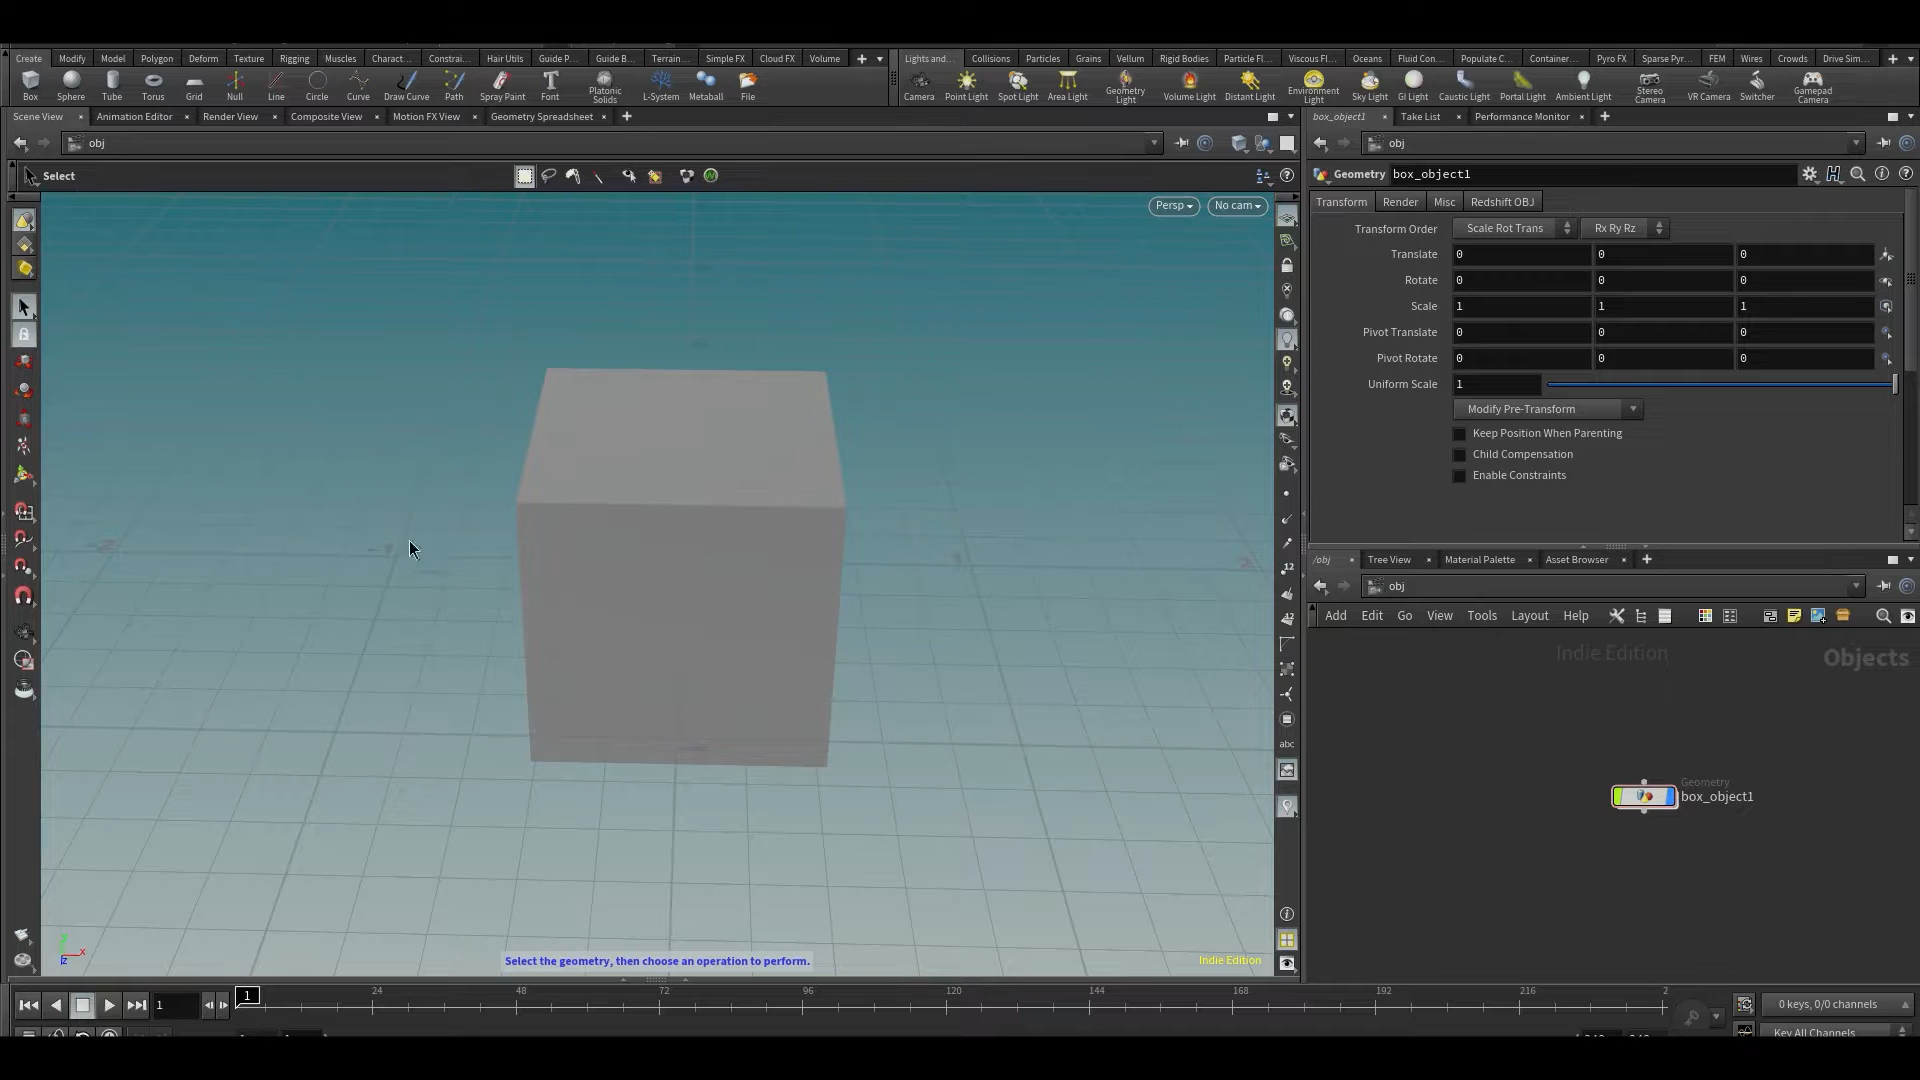 Create Modify Model Polygon Deform Texture Rigging Muscles Charact... Constrai... Hair Utils Guide P... Guide B... Terrain... Simple FX Cloud FX Volume
Lights and... Collisions Particles Grains Vellum Rigid Bodies Particle Fl... Viscous Fl... Oceans Fluid Con... Populate C... Container... Pyro FX Sparse Pyr... FEM Wires Crowds Drive Sim...
Box Sphere Tube Torus Grid Null Line Circle Curve Draw Curve Path Spray Paint Font Platonic Solids L-System Metaball File
Camera Point Light Spot Light Area Light Geometry Light Volume Light Distant Light Environment Light Sky Light GI Light Caustic Light Portal Light Ambient Light Stereo Camera VR Camera Switcher Gamepad Camera
Scene View Animation Editor Render View Composite View Motion FX View Geometry Spreadsheet
box_object1 Take List Performance Monitor
obj
obj
Select
Geometry box_object1
Persp No cam
Transform Render Misc Redshift OBJ
Transform Order Scale Rot Trans Rx Ry Rz
Translate 0 0 0
Rotate 0 0 0
Scale 1 1 1
Pivot Translate 0 0 0
Pivot Rotate 0 0 0
Uniform Scale 1
Modify Pre-Transform
Keep Position When Parenting
Child Compensation
Enable Constraints
/obj Tree View Material Palette Asset Browser
obj
Add Edit Go View Tools Layout Help
Indie Edition
Objects
Geometry
box_object1
12
12
abc
y
x
z
Select the geometry, then choose an operation to perform.
Indie Edition
1
1 24 48 72 96 120 144 168 192 216 2
0 keys, 0/0 channels
Key All Channels